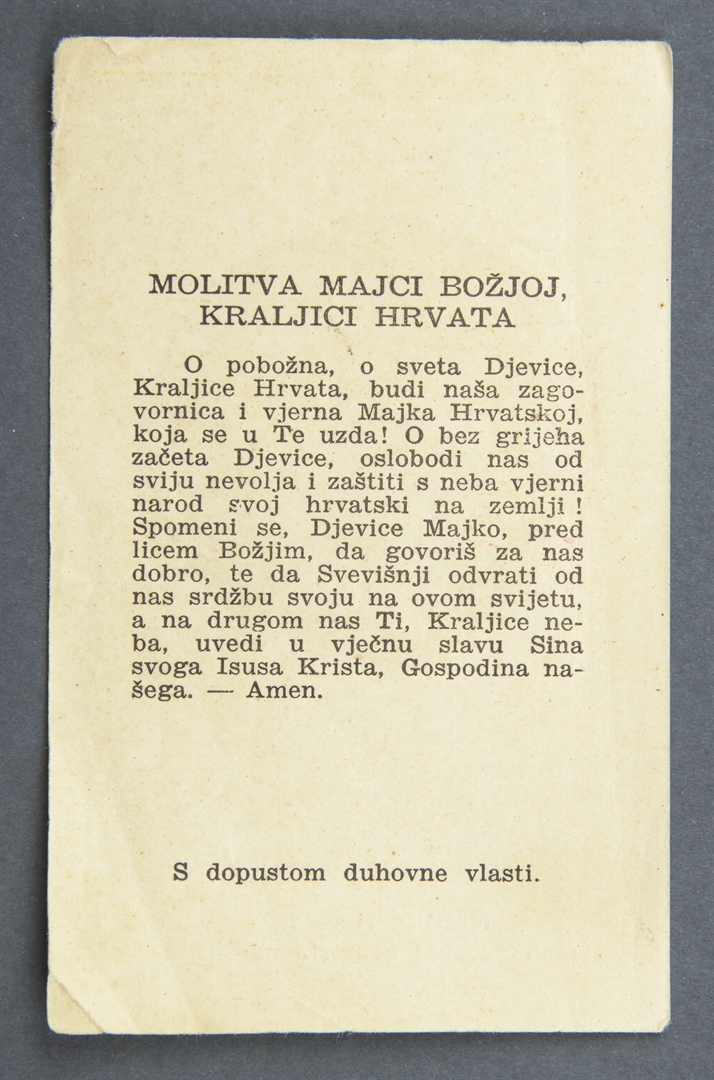 MOLITVA MAJCI BOŽJOJ,
KRALJICI HRVATA
O pobožna, o sveta Djevice,
Kraljice Hrvata, budi naša zago-
vornica i vjerna Majka Hrvatskoj,
koja se u Te uzda! O bez grijeha
začeta Djevice, oslobodi nas od
sviju nevolja i zaštiti s neba vjerni
narod svoj hrvatski na zemlji !
Spomeni se, Djevice Majko, pred
licem Božjim, da govoriš za nas
dobro, te da Svevišnji odvrati od
nas srdžbu svoju na ovom svijetu,
a na drugom nas Ti, Kraljice ne-
ba, uvedi u vječnu slavu Sina
svoga Isusa Krista, Gospodina na-
šega. — Amen.
S dopustom duhovne vlasti.